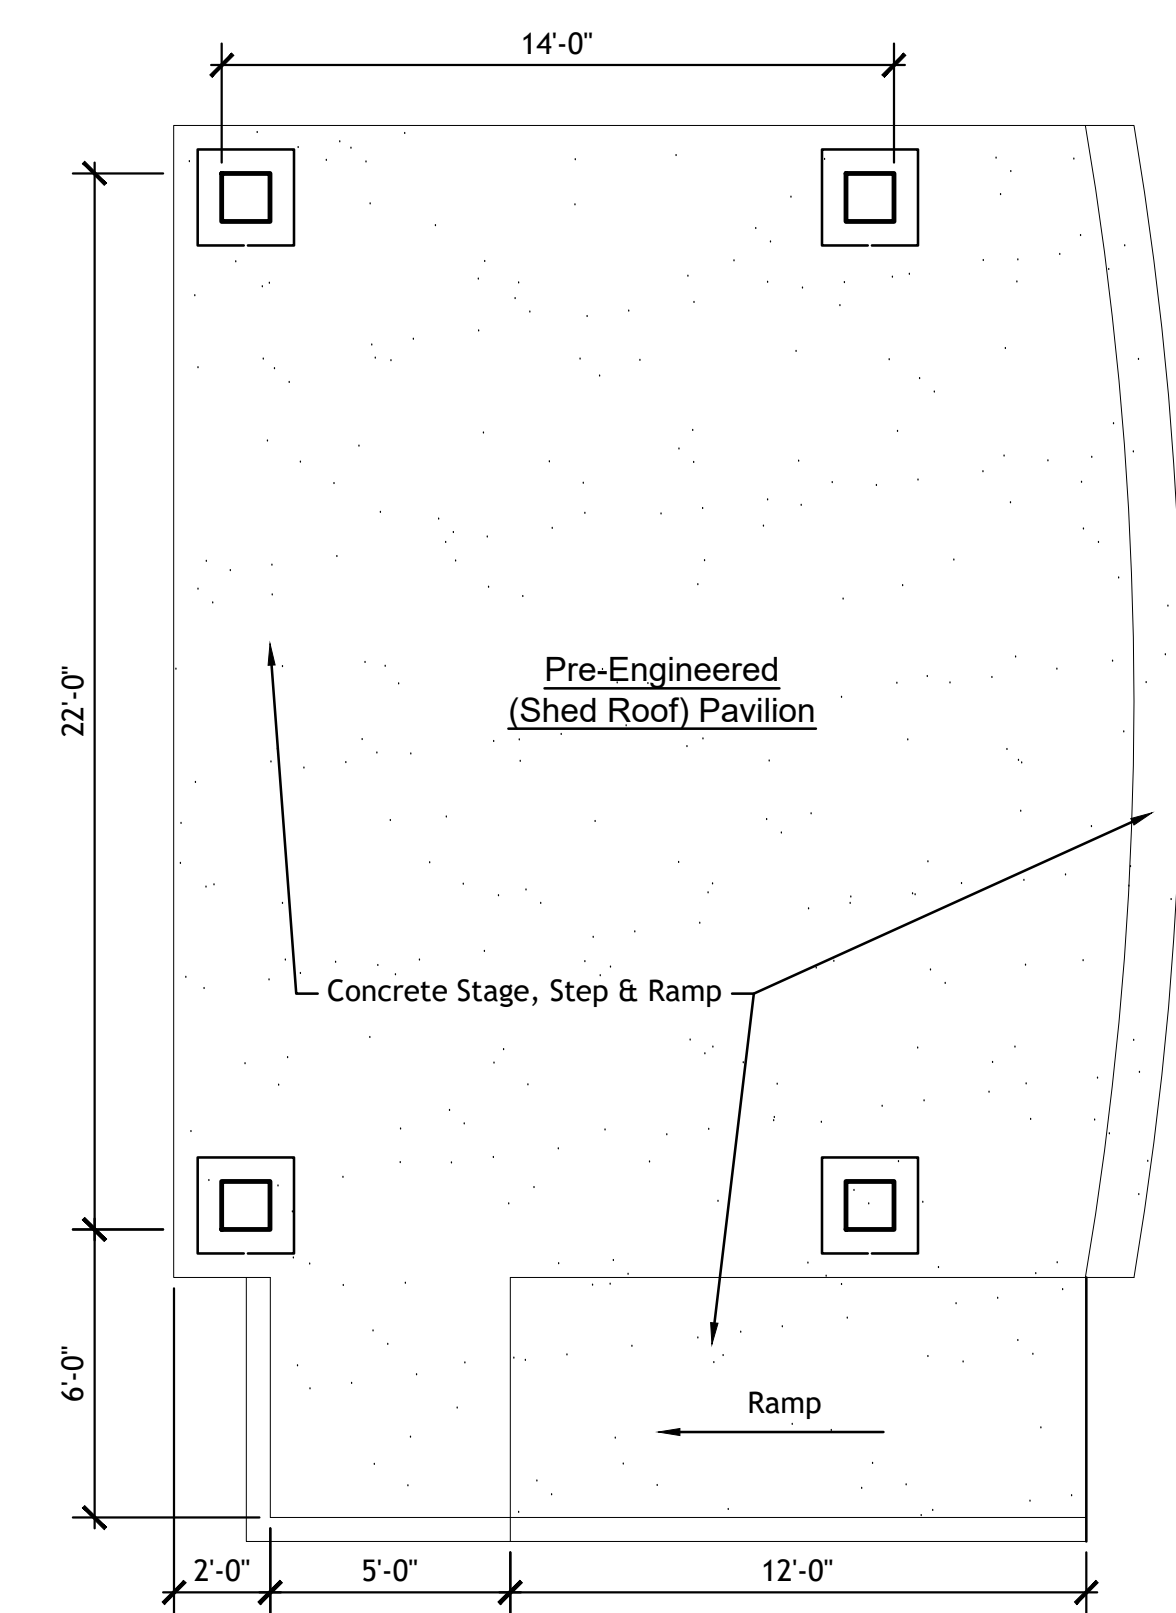 14'-0"
22'-0"
Pre-Engineered
(Shed Roof) Pavilion
Concrete Stage, Step & Ramp
6'-0"
Ramp
2'-0"
5'-0"
12'-0"